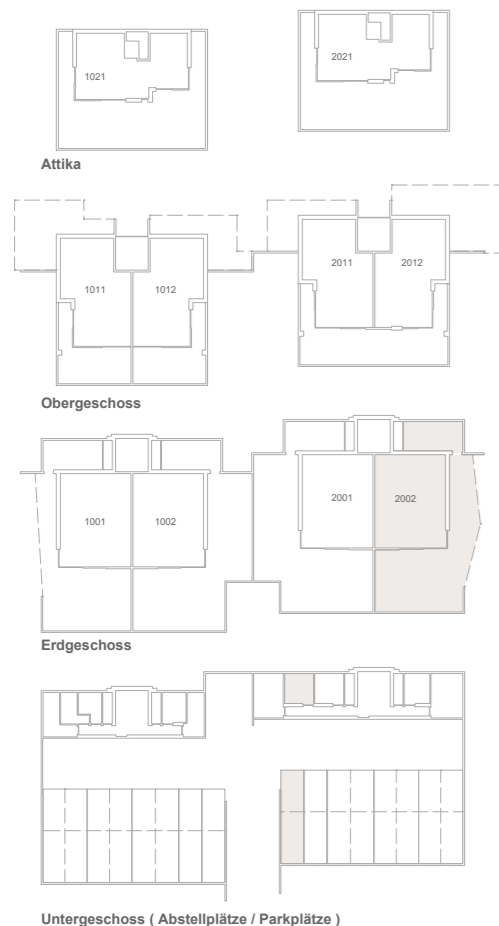 1021
2021
Attika
1011
1012
2011
2012
Obergeschoss
1001
1002
2001
2002
Erdgeschoss
Untergeschoss ( Abstellplätze / Parkplätze )